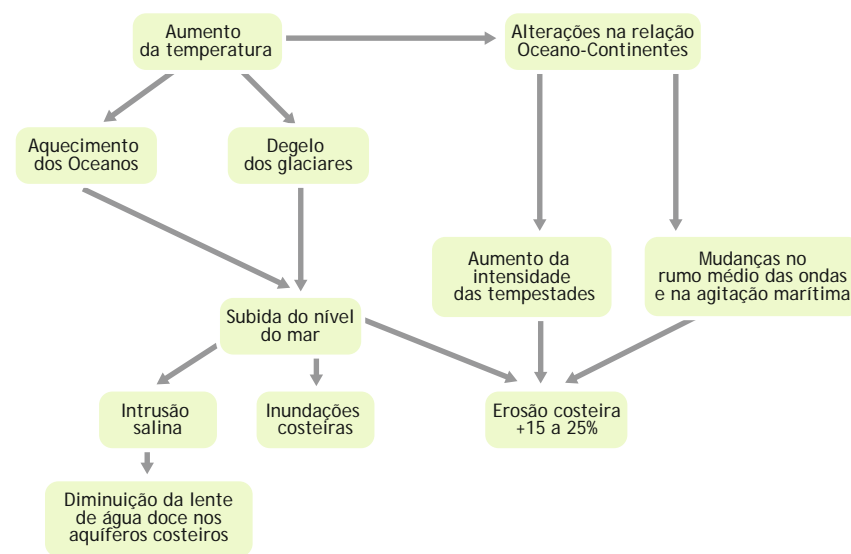 Aumento
da temperatura
Alterações na relação
Oceano-Continentes
Aquecimento
dos Oceanos
Degelo
dos glaciares
Aumento da
intensidade
das tempestades
Mudanças no
rumo médio das ondas
e na agitação marítima
Subida do nível
do mar
Intrusão
salina
Inundações
costeíras
Erosão costeira
+15 a 25%
Diminuição da lente
de água doce nos
aquíferos costeiros